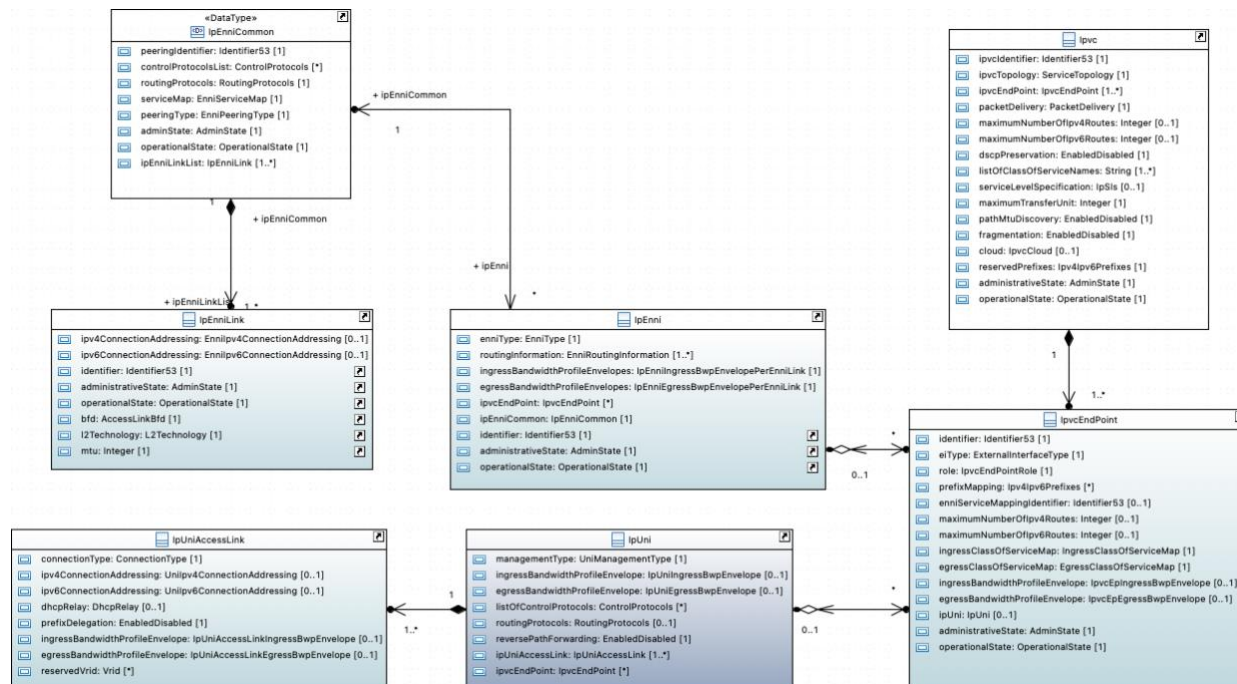 «DataType»
IpEnniCommon
peeringIdentifier: Identifier53 [1]
controlProtocolsList: ControlProtocols [*]
routingProtocols: RoutingProtocols [1]
serviceMap: EnniServiceMap [1]
peeringType: EnniPeeringType [1]
adminState: AdminState [1]
operationalState: OperationalState [1]
ipEnniLinkList: IpEnniLink [1..*]
+ ipEnniCommon
1
1
+ ipEnniCommon
+ ipEnni
*
+ ipEnniLinkList
1..*
Ipvc
ipvcIdentifier: Identifier53 [1]
ipvcTopology: ServiceTopology [1]
ipvcEndPoint: IpvcEndPoint [1..*]
packetDelivery: PacketDelivery [1]
maximumNumberOfIpv4Routes: Integer [0..1]
maximumNumberOfIpv6Routes: Integer [0..1]
dscpPreservation: EnabledDisabled [1]
listOfClassOfServiceNames: String [1..*]
serviceLevelSpecification: IpSls [0..1]
maximumTransferUnit: Integer [1]
pathMtuDiscovery: EnabledDisabled [1]
fragmentation: EnabledDisabled [1]
cloud: IpvcCloud [0..1]
reservedPrefixes: Ipv4Ipv6Prefixes [1]
administrativeState: AdminState [1]
operationalState: OperationalState [1]
1
1..*
IpEnniLink
ipv4ConnectionAddressing: EnniIpv4ConnectionAddressing [0..1]
ipv6ConnectionAddressing: EnniIpv6ConnectionAddressing [0..1]
identifier: Identifier53 [1]
administrativeState: AdminState [1]
operationalState: OperationalState [1]
bfd: AccessLinkBfd [1]
l2Technology: L2Technology [1]
mtu: Integer [1]
IpEnni
enniType: EnniType [1]
routingInformation: EnniRoutingInformation [1..*]
ingressBandwidthProfileEnvelopes: IpEnniIngressBwpEnvelopePerEnniLink [1]
egressBandwidthProfileEnvelopes: IpEnniEgressBwpEnvelopePerEnniLink [1]
ipvcEndPoint: IpvcEndPoint [*]
ipEnniCommon: IpEnniCommon [1]
identifier: Identifier53 [1]
administrativeState: AdminState [1]
operationalState: OperationalState [1]
*
0..1
IpvcEndPoint
identifier: Identifier53 [1]
eiType: ExternalInterfaceType [1]
role: IpvcEndPointRole [1]
prefixMapping: Ipv4Ipv6Prefixes [*]
enniServiceMappingIdentifier: Identifier53 [0..1]
maximumNumberOfIpv4Routes: Integer [0..1]
maximumNumberOfIpv6Routes: Integer [0..1]
ingressClassOfServiceMap: IngressClassOfServiceMap [1]
egressClassOfServiceMap: EgressClassOfServiceMap [1]
ingressBandwidthProfileEnvelope: IpvcEpIngressBwpEnvelope [0..1]
egressBandwidthProfileEnvelope: IpvcEpEgressBwpEnvelope [0..1]
ipUni: IpUni [0..1]
administrativeState: AdminState [1]
operationalState: OperationalState [1]
IpUniAccessLink
connectionType: ConnectionType [1]
ipv4ConnectionAddressing: UniIpv4ConnectionAddressing [0..1]
ipv6ConnectionAddressing: UniIpv6ConnectionAddressing [0..1]
dhcpRelay: DhcpRelay [0..1]
prefixDelegation: EnabledDisabled [1]
ingressBandwidthProfileEnvelope: IpUniAccessLinkIngressBwpEnvelope [0..1]
egressBandwidthProfileEnvelope: IpUniAccessLinkEgressBwpEnvelope [0..1]
reservedVrid: Vrid [*]
1
1..*
IpUni
managementType: UniManagementType [1]
ingressBandwidthProfileEnvelope: IpUniIngressBwpEnvelope [0..1]
egressBandwidthProfileEnvelope: IpUniEgressBwpEnvelope [0..1]
listOfControlProtocols: ControlProtocols [*]
routingProtocols: RoutingProtocols [0..1]
reversePathForwarding: EnabledDisabled [1]
ipUniAccessLink: IpUniAccessLink [1..*]
ipvcEndPoint: IpvcEndPoint [*]
*
0..1